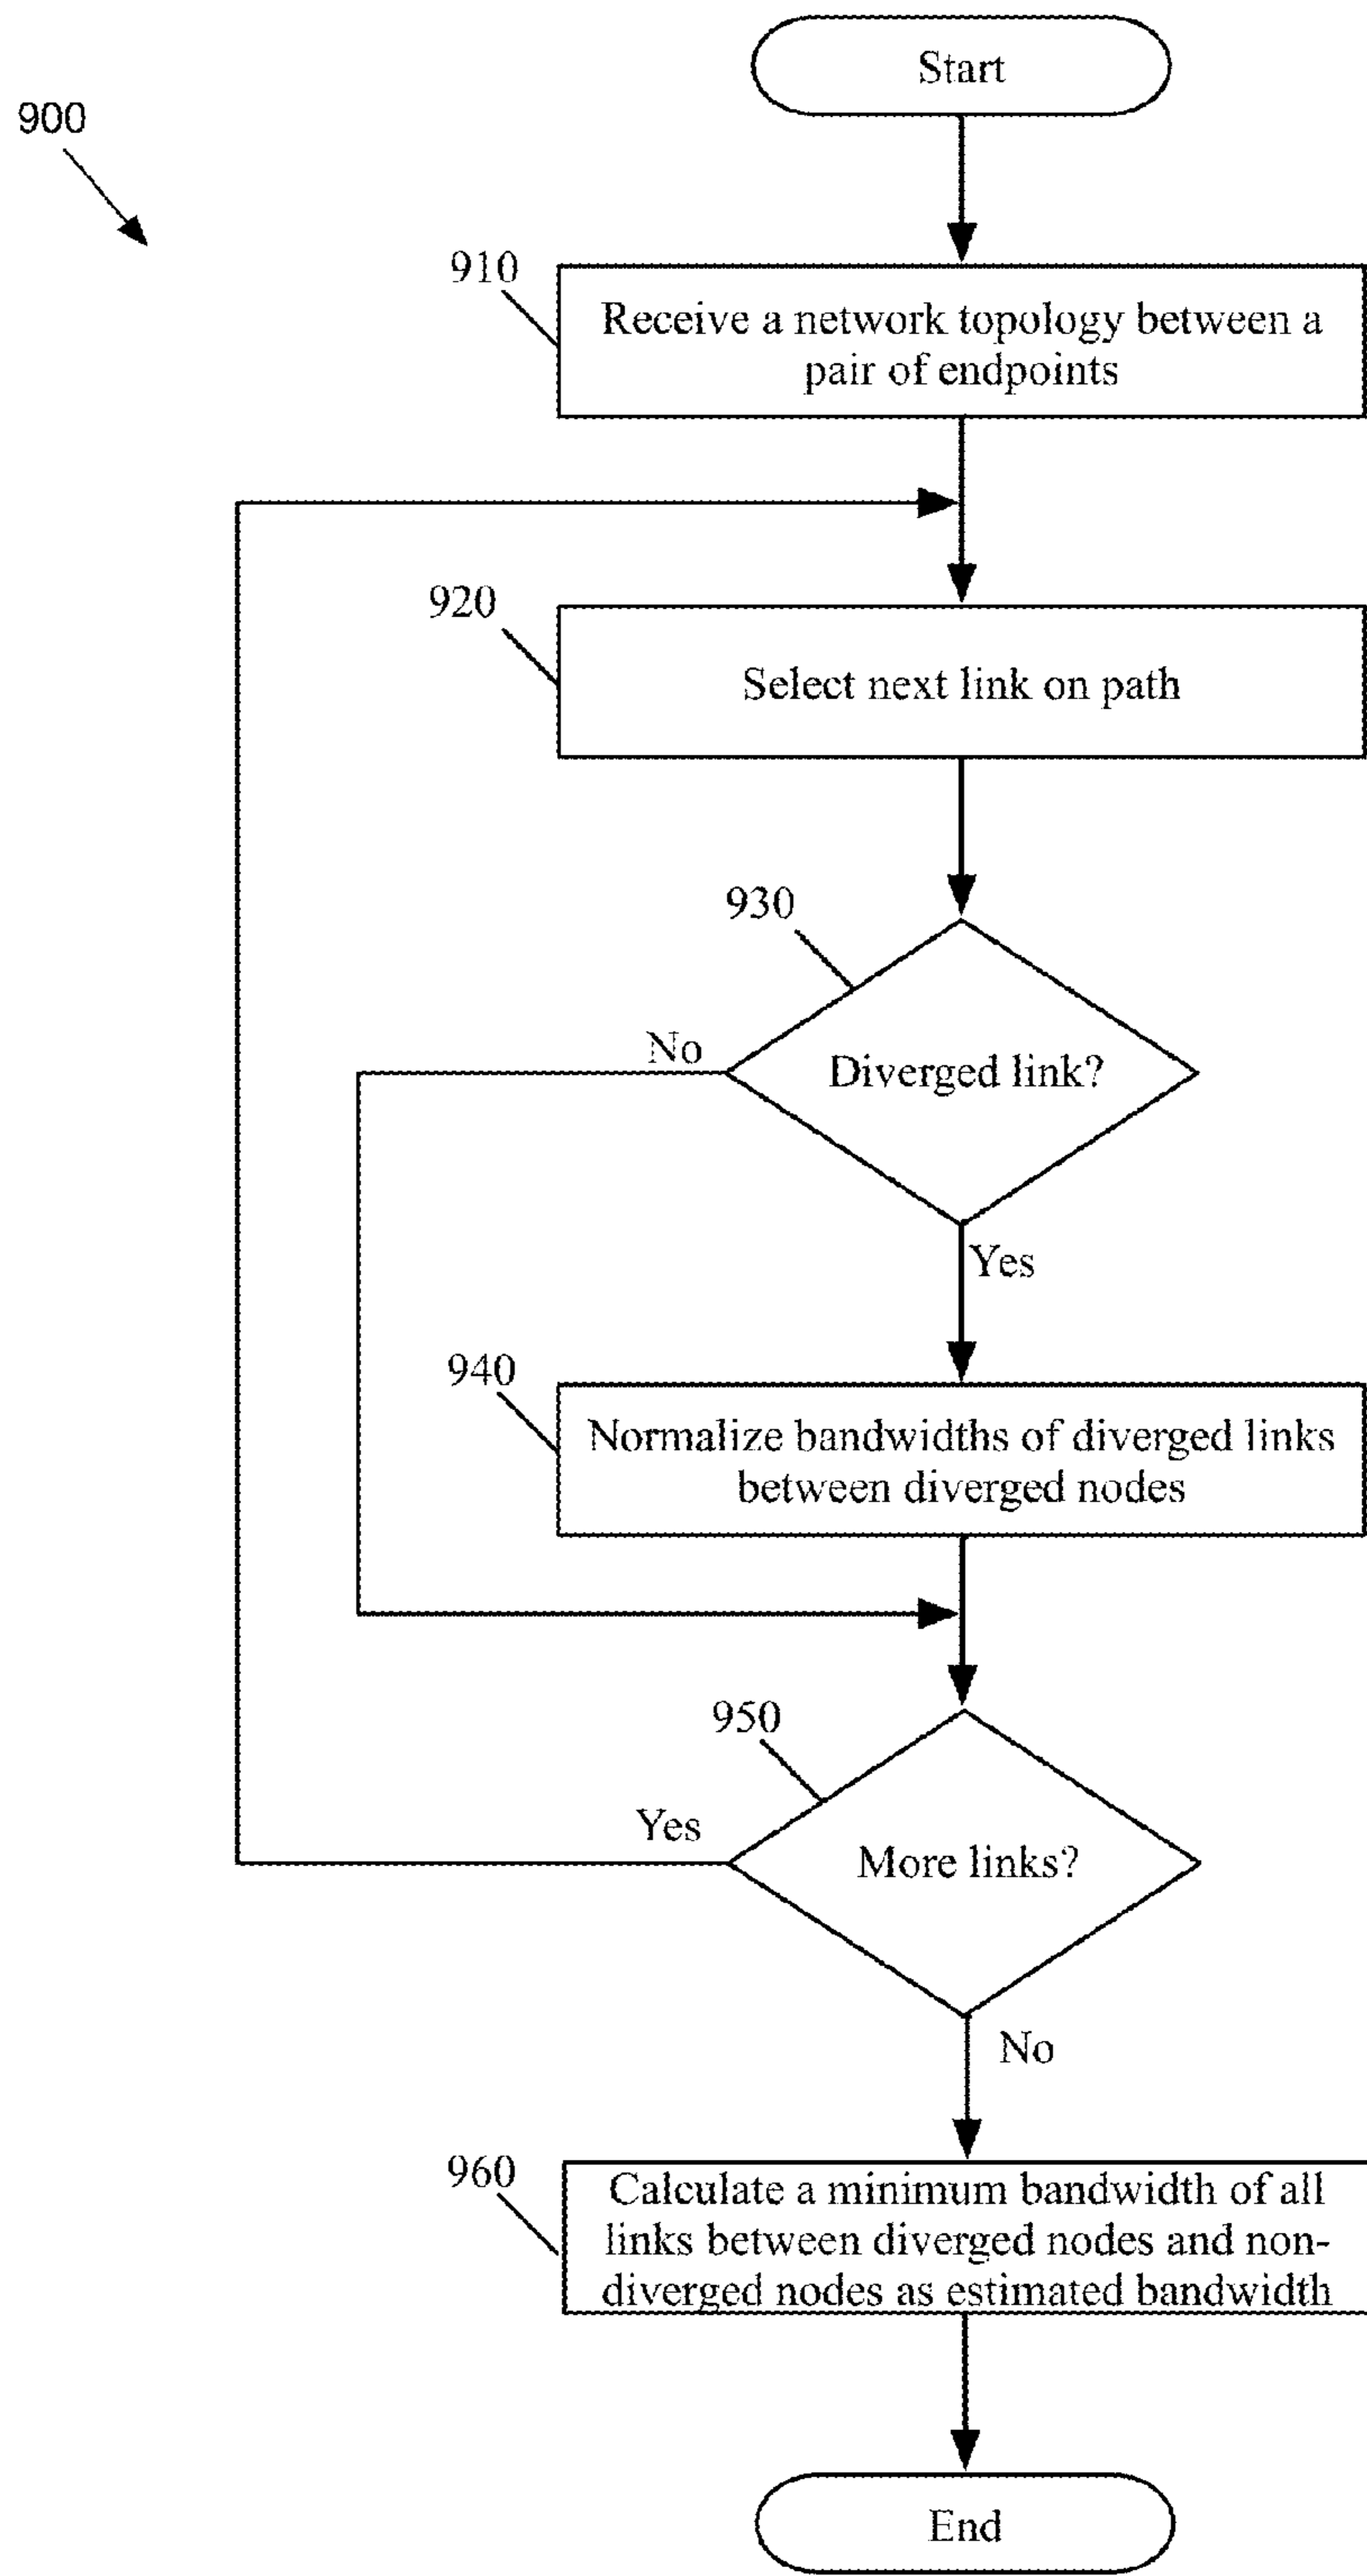 Start
900
910
Receive a network topology between a
pair of endpoints
920
Select next link on path
930
No
Diverged link?
Yes
940
Normalize bandwidths of diverged links
between diverged nodes
950
Yes
More links?
No
960
Calculate a minimum bandwidth of all
links between diverged nodes and non-
diverged nodes as estimated bandwidth
End